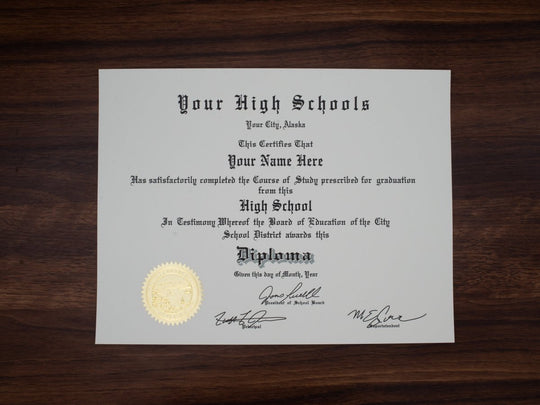 Your High Schools
Your City, Alaska
This Certifies That
Your Name Here
Has satisfactorily completed the Course of Study prescribed for graduation
from this
High School
In Testimony Whereof the Board of Education of the City
School District awards this
Diploma
Given this day of Month, Year
President of School Board
Principal
Superintendent